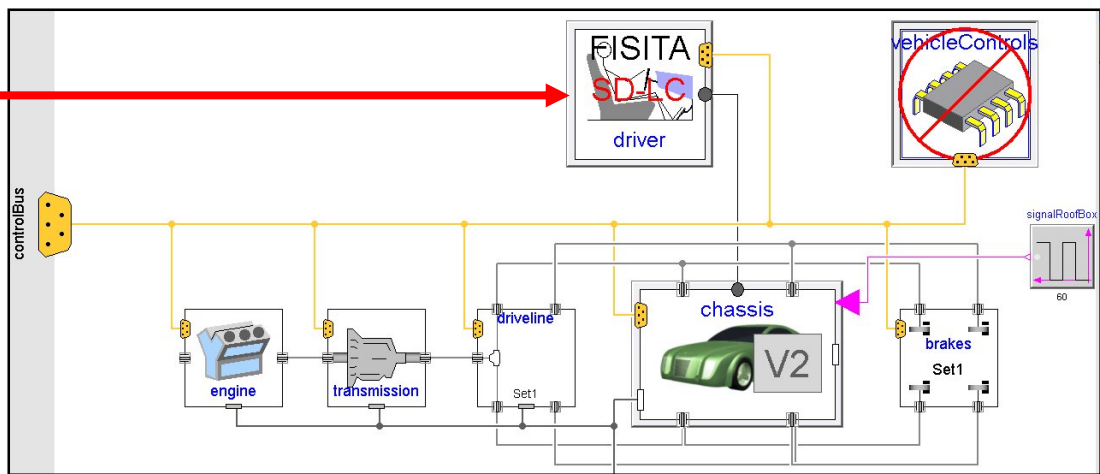 FISITA
SD-LC
driver
vehicleControls
controlBus
signalRoofBox
60
engine
transmission
driveline
Set1
chassis
V2
brakes
Set1